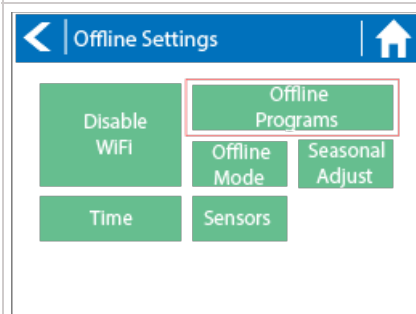 Offline Settings
Offline
Programs
Disable
WiFi
Offline
Mode
Seasonal
Adjust
Time
Sensors